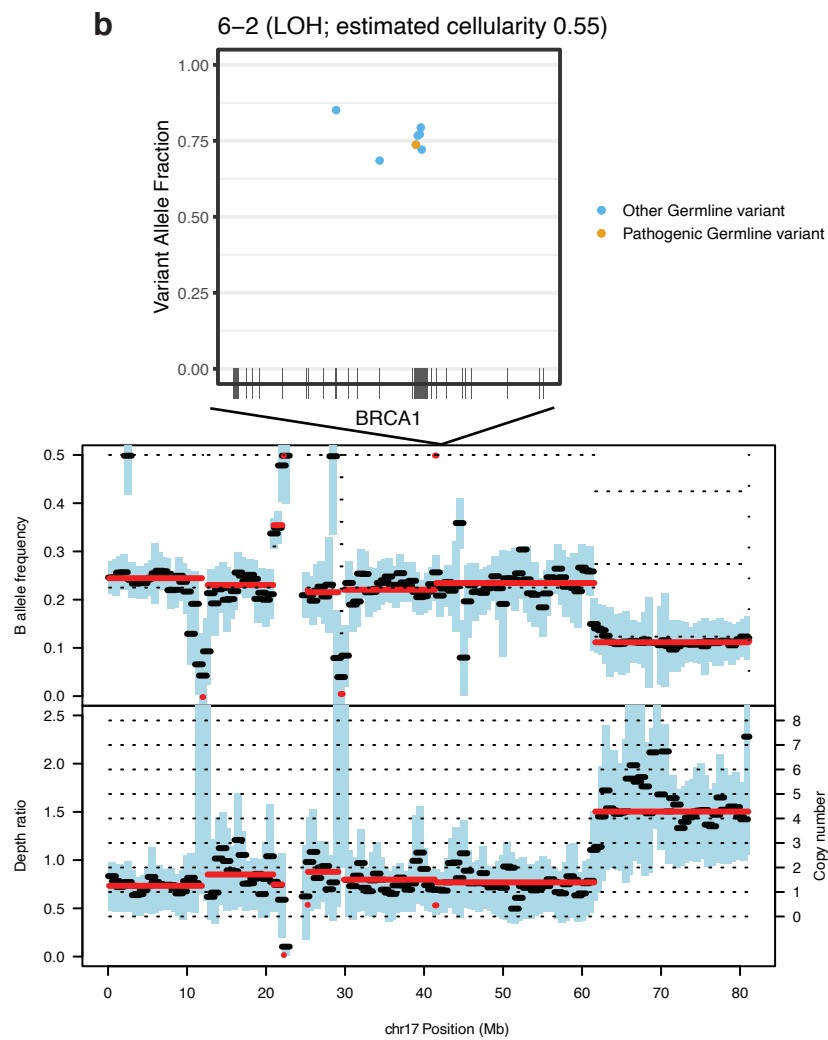 b
6−2 (LOH; estimated cellularity 0.55)
1.00
0.75
0.50
0.25
0.00
Variant Allele Fraction
Other Germline variant
Pathogenic Germline variant
BRCA1
0.5
0.4
0.3
0.2
0.1
0.0
B allele frequency
2.5
2.0
1.5
1.0
0.5
0.0
Depth ratio
8
7
6
5
4
3
2
1
0
Copy number
0 10 20 30 40 50 60 70 80
chr17 Position (Mb)